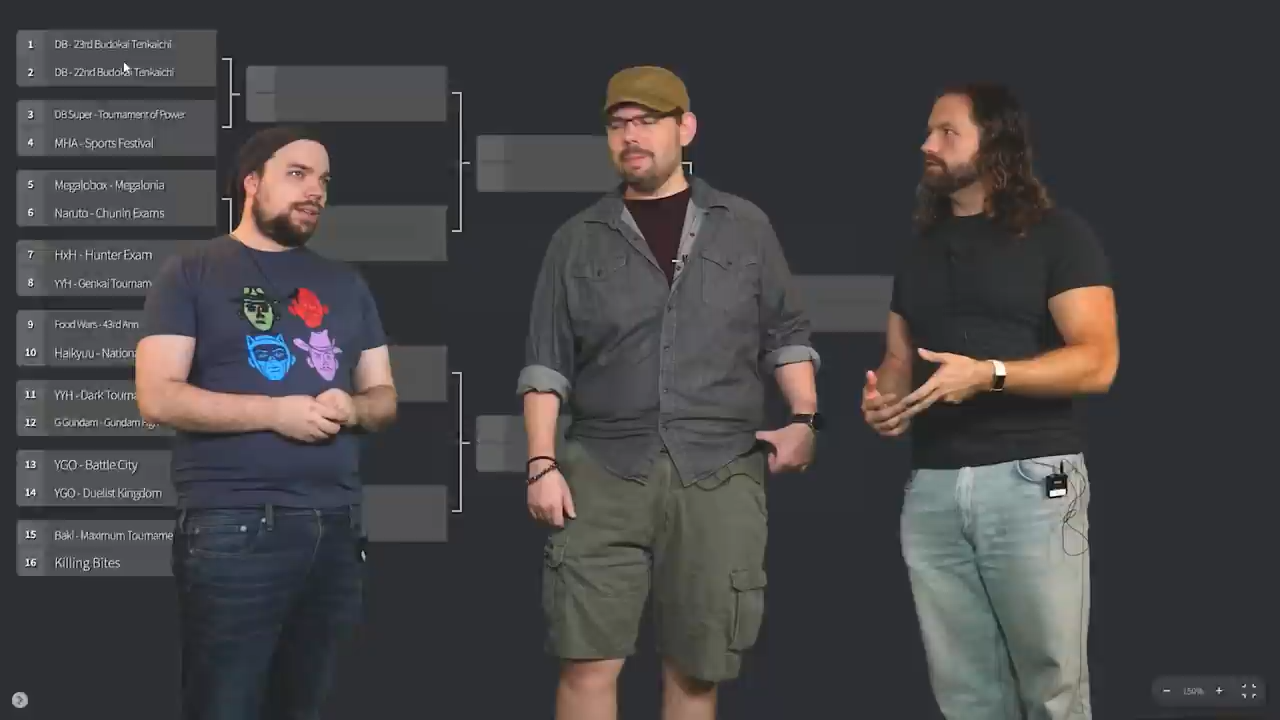 1 DB - 23rd Budokai Tenkaichi
2 DB - 22nd Budokai Tenkaichi
3 DB Super - Tournament of Power
4 MHA - Sports Festival
5 Megalobox - Megalonia
6 Naruto - Chunin Exams
7 HxH - Hunter Exam
8 YYH - Genkai Tournam
9 Food Wars - 43rd Ann
10 Haikyuu - Nationa
11 YYH - Dark Tourna
12 G Gundam - Gundam
13 YGO - Battle City
14 YGO - Duelist Kingdom
15 Baki - Maximum Tourname
16 Killing Bites
150%